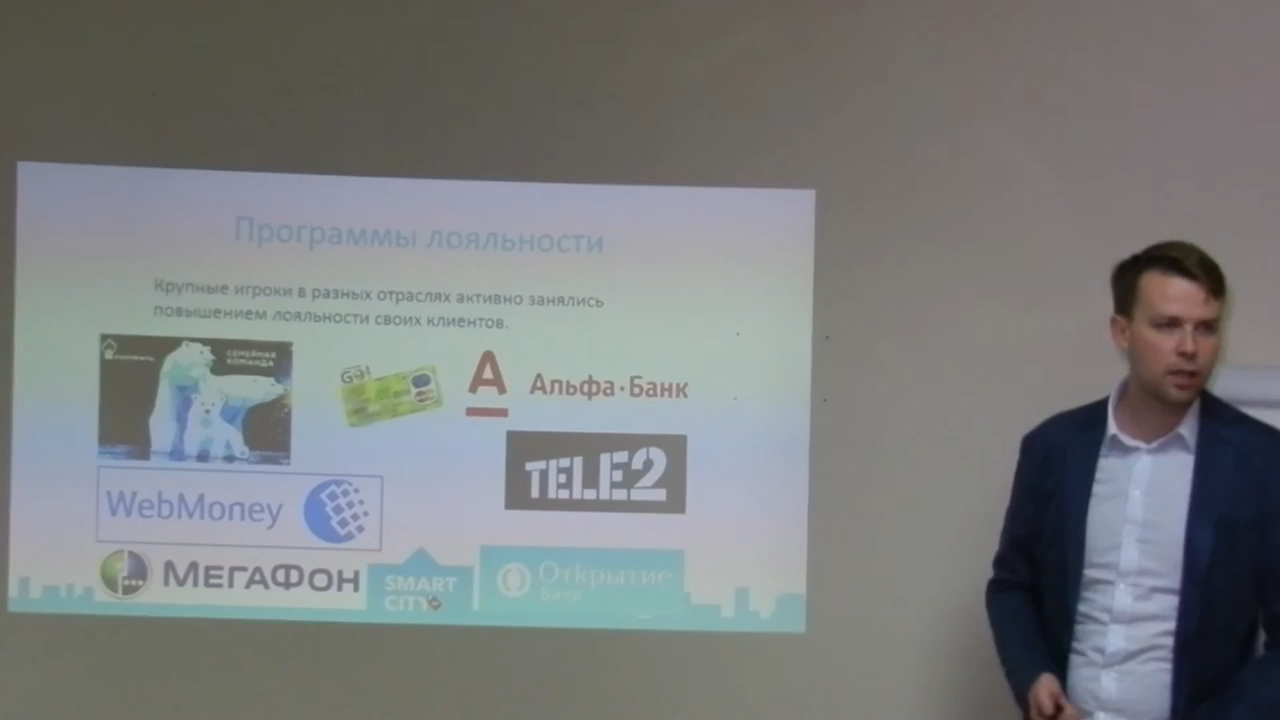 Программы лояльности
Крупные игроки в разных отраслях активно занялись
повышением лояльности своих клиентов.
СЕМЕЙНАЯ
КОМАНДА
GO!
А Альфа·Банк
TELE2
WebMoney
МЕГАФОН
SMART
CITY
Открытие
Банк